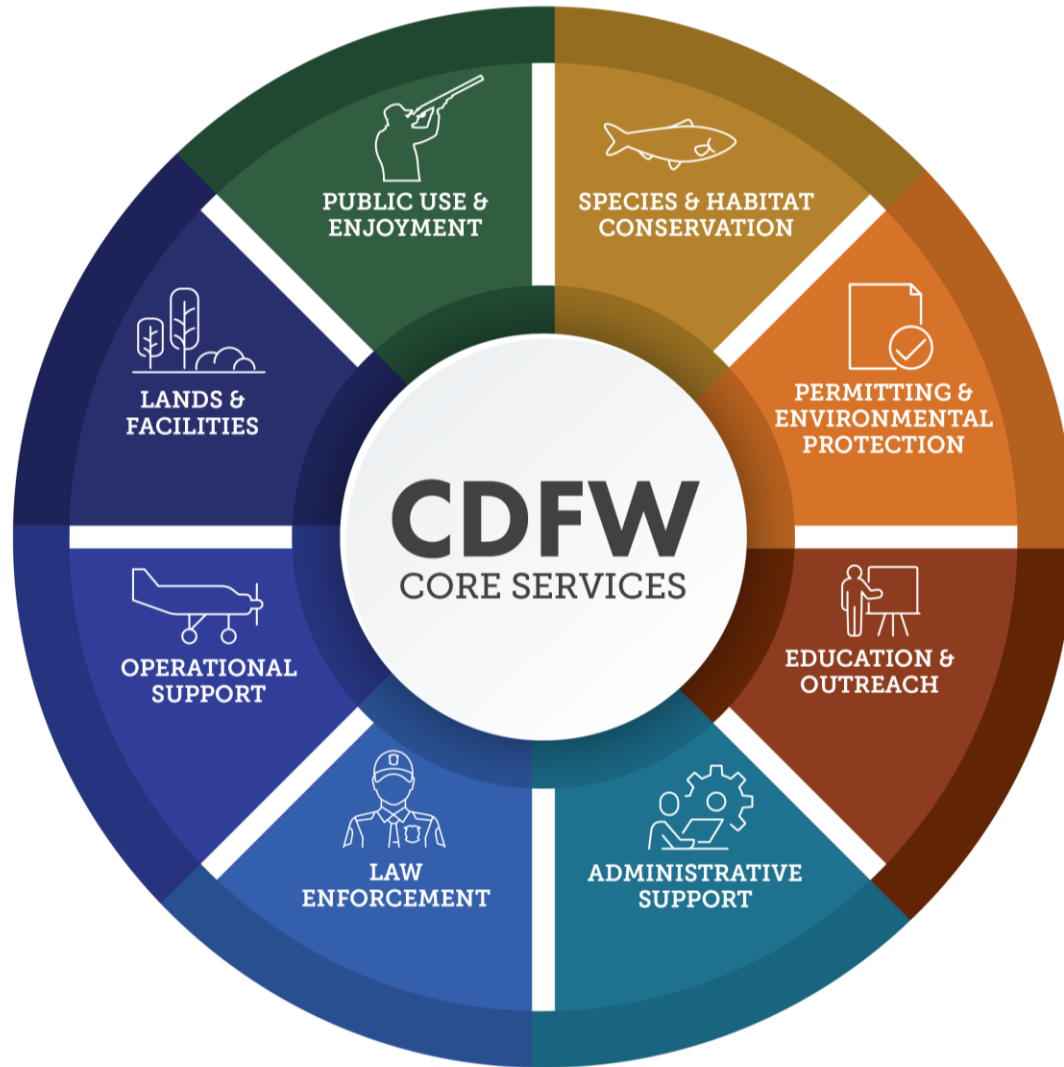 PUBLIC USE &
ENJOYMENT
SPECIES & HABITAT
CONSERVATION
PERMITTING &
ENVIRONMENTAL
PROTECTION
EDUCATION &
OUTREACH
ADMINISTRATIVE
SUPPORT
LAW
ENFORCEMENT
OPERATIONAL
SUPPORT
LANDS &
FACILITIES
CDFW
CORE SERVICES